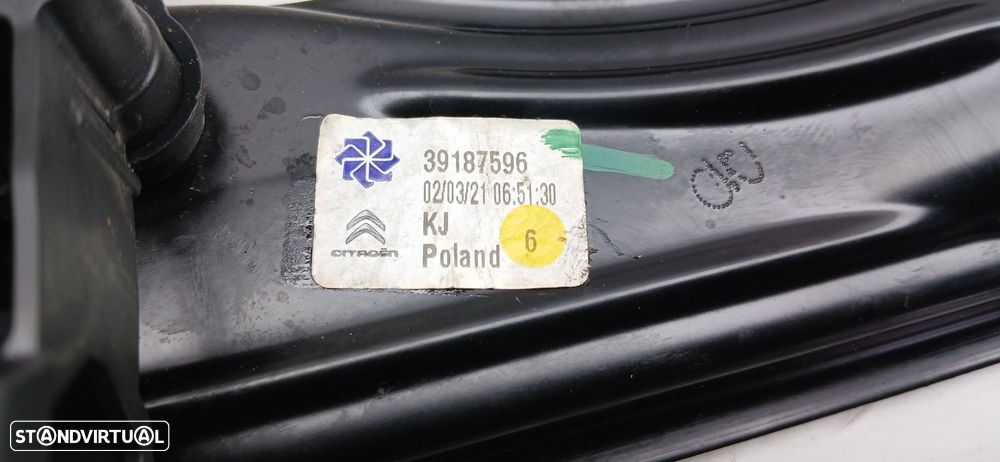 39187596
02/03/21 06:51:30
KJ
Poland
6
CITROËN
STANDVIRTUAL